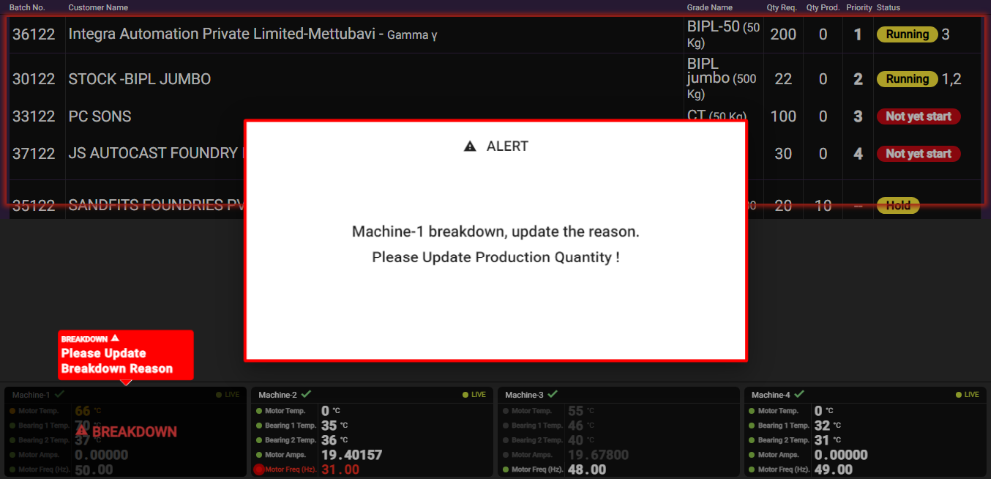 Batch No. Customer Name Grade Name Qty Req. Qty Prod. Priority Status
36122 Integra Automation Private Limited-Mettubavi - Gamma γ BIPL-50 (50 Kg) 200 0 1 Running 3
30122 STOCK -BIPL JUMBO BIPL jumbo (500 Kg) 22 0 2 Running 1,2
33122 PC SONS CT (50 Kg) 100 0 3 Not yet start
37122 JS AUTOCAST FOUNDRY 30 0 4 Not yet start
35122 SANDFITS FOUNDRIES PV 20 10 -- Hold
ALERT
Machine-1 breakdown, update the reason.
Please Update Production Quantity !
BREAKDOWN
Please Update
Breakdown Reason
Machine-1 LIVE
Motor Temp. 66 °C
Bearing 1 Temp. 70 °C
BREAKDOWN
Bearing 2 Temp. 37 °C
Motor Amps. 0.00000
Motor Freq (Hz). 50.00
Machine-2 LIVE
Motor Temp. 0 °C
Bearing 1 Temp. 35 °C
Bearing 2 Temp. 36 °C
Motor Amps. 19.40157
Motor Freq (Hz). 31.00
Machine-3
Motor Temp. 55 °C
Bearing 1 Temp. 46 °C
Bearing 2 Temp. 40 °C
Motor Amps. 19.67800
Motor Freq (Hz). 48.00
Machine-4 LIVE
Motor Temp. 0 °C
Bearing 1 Temp. 32 °C
Bearing 2 Temp. 31 °C
Motor Amps. 0.00000
Motor Freq (Hz). 49.00